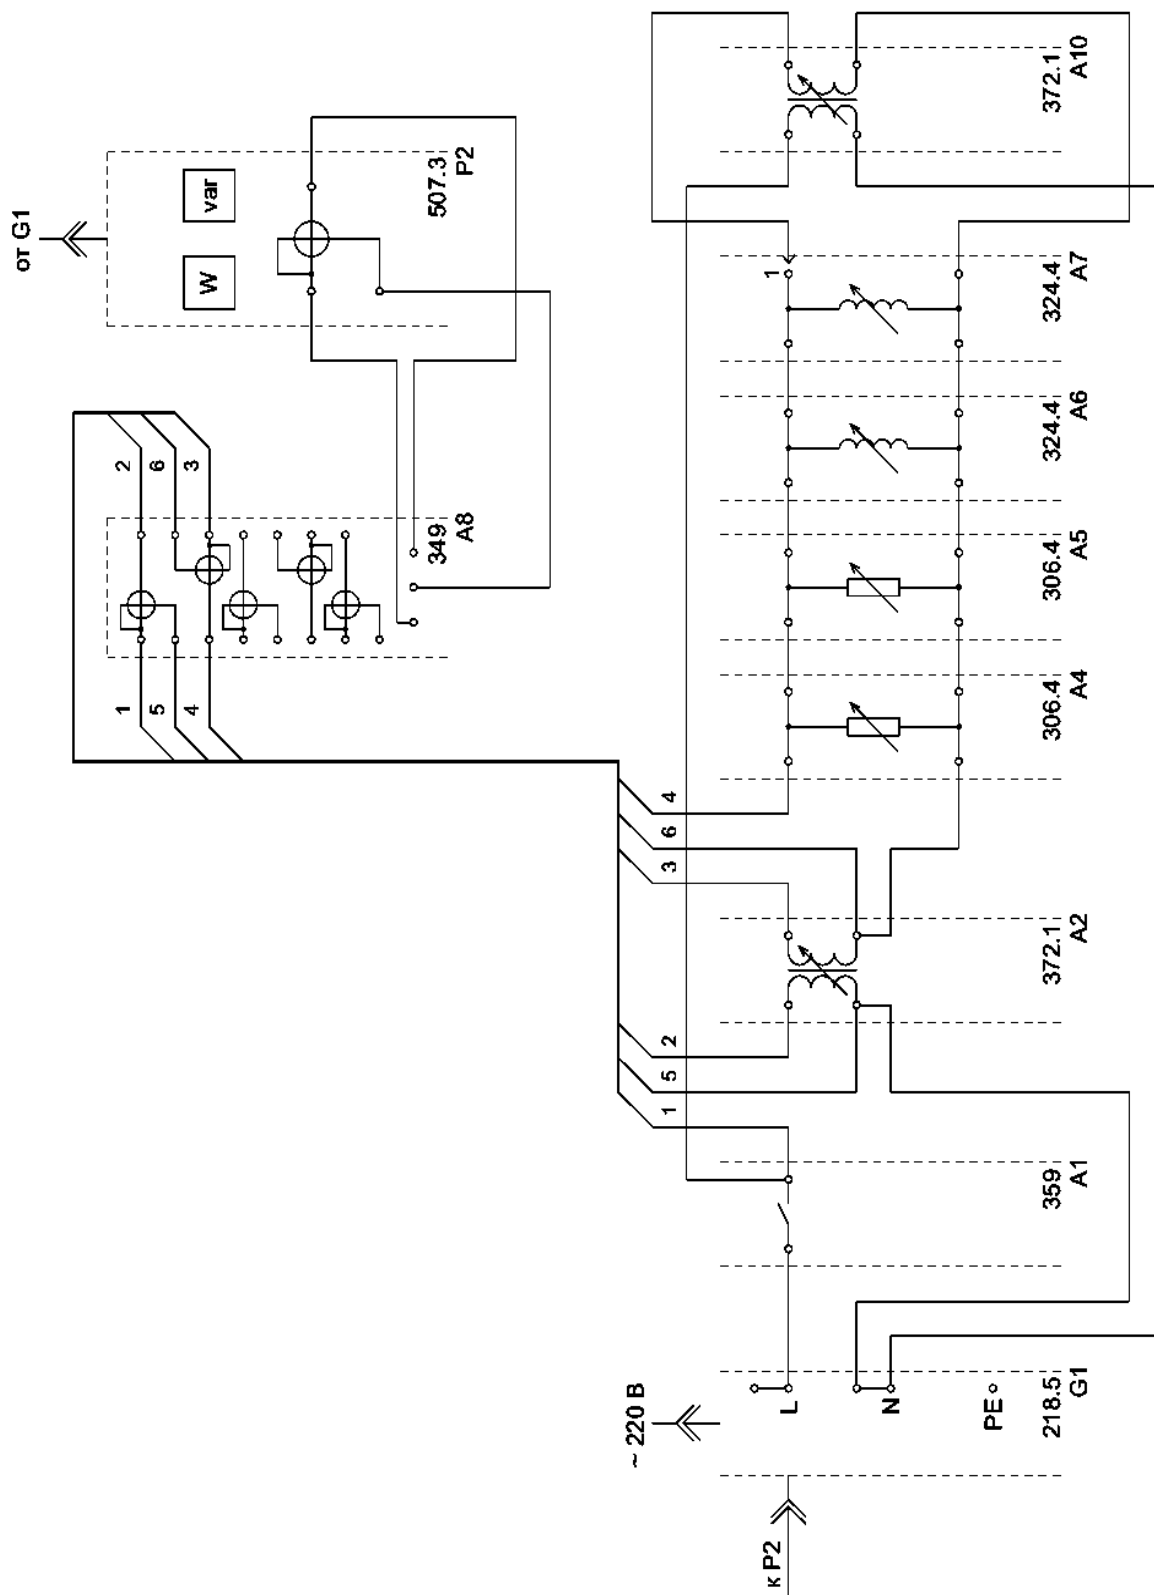 от G1
1 2
5 6
4 3
W var
349 507.3
A8 P2
~ 220 В
1 5 2 3 6 4
к P2 1
L
N
PE
218.5 359 372.1 306.4 306.4 324.4 324.4 372.1
G1 A1 A2 A4 A5 A6 A7 A10